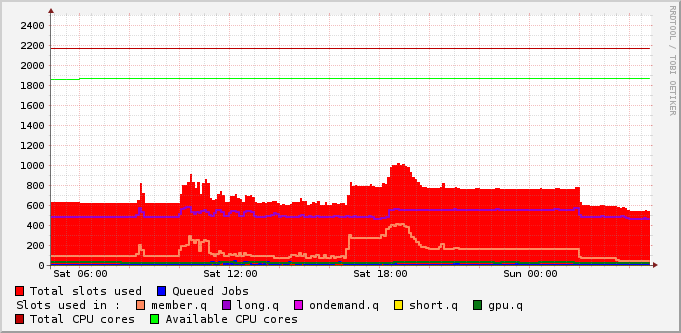 2400
2200
2000
1800
1600
1400
1200
1000
800
600
400
200
0
Sat 06:00 Sat 12:00 Sat 18:00 Sun 00:00
RRDTOOL / TOBI OETIKER
Total slots used Queued Jobs
Slots used in : member.q long.q ondemand.q short.q gpu.q
Total CPU cores Available CPU cores